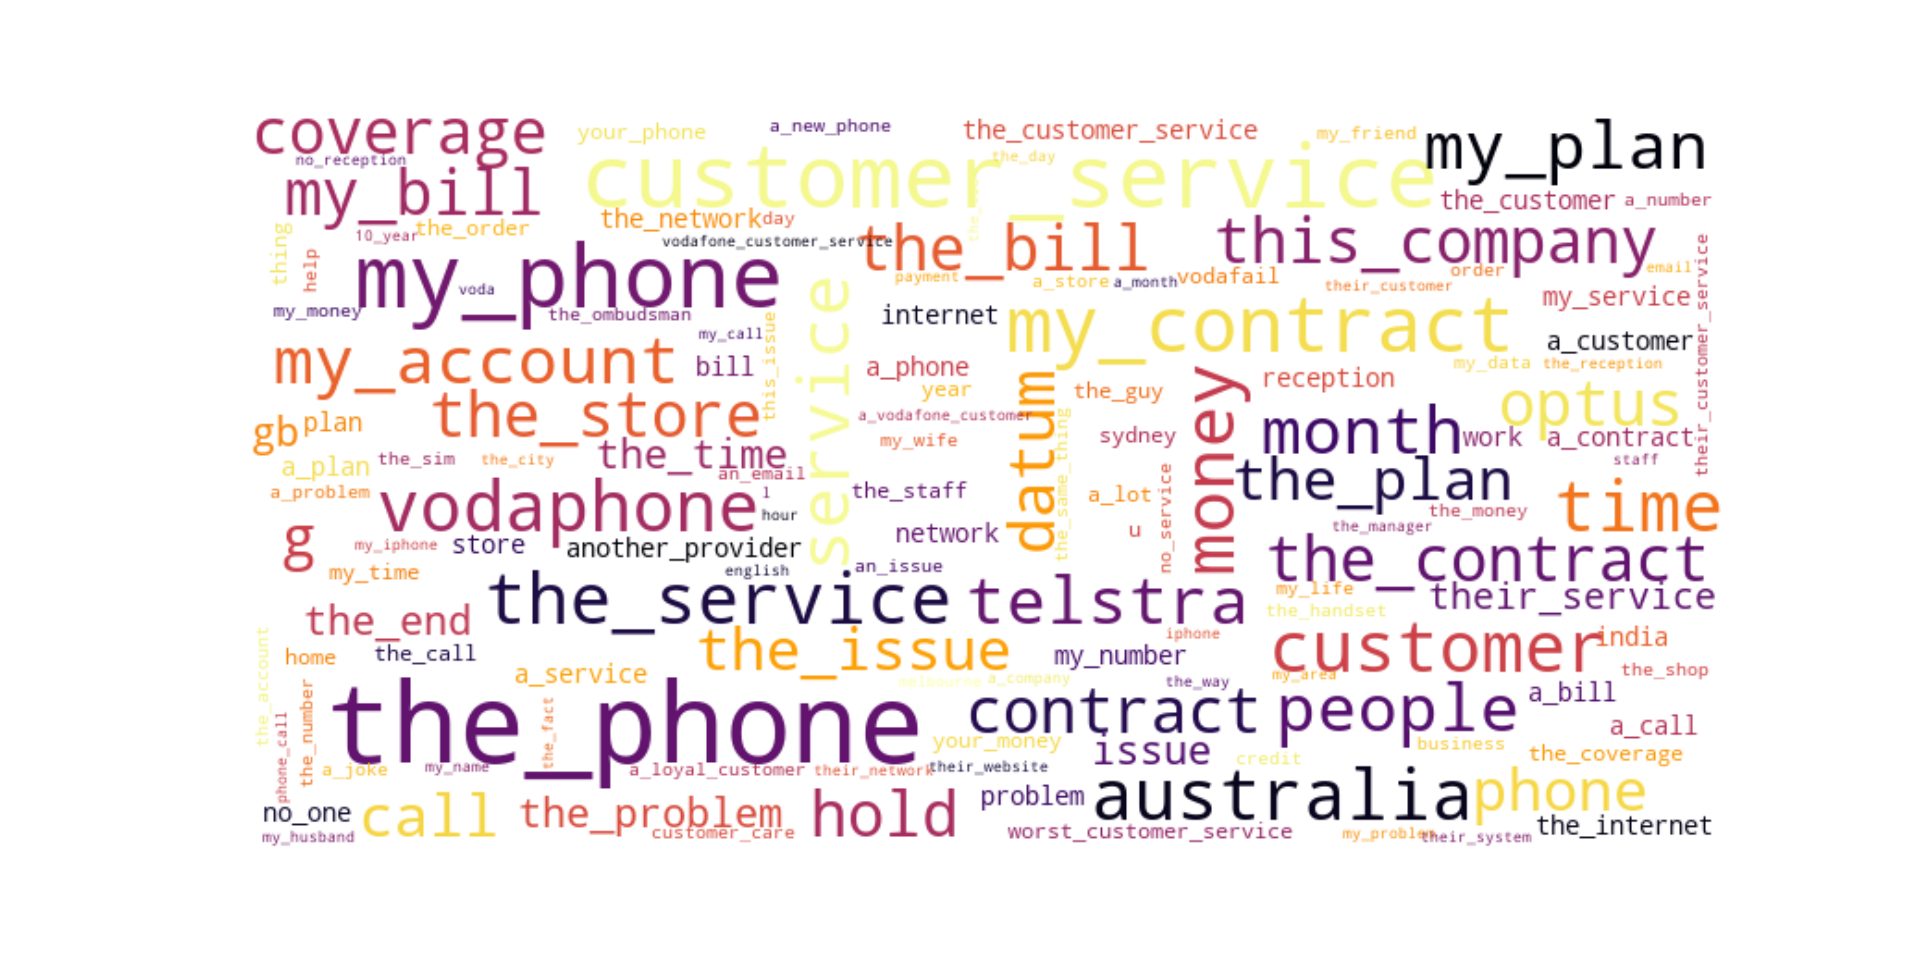 coverage
your_phone
a_new_phone
the_customer_service
my_friend
my_plan
no_reception
customer_service
the_day
my_bill
the_customer
a_number
the_network
day
thing
10_year
the_order
vodafone_customer_service
the_bill
this_company
help
my_phone
voda
payment
a_store
a_month
vodafail
their_customer
order
email
their_customer_service
my_money
the_ombudsman
my_call
this_issue
service
internet
my_contract
my_service
a_customer
my_account
bill
a_phone
year
the_guy
reception
my_data
the_reception
optus
the_store
a_vodafone_customer
my_wife
datum
the_same_thing
sydney
money
month
work
a_contract
gb
plan
a_plan
the_sim
the_city
the_time
an_email
staff
the_plan
a_problem
vodaphone
l
hour
the_staff
a_lot
no_service
u
the_money
the_manager
time
g
my_iphone
store
another_provider
network
the_contract
my_time
english
an_issue
the_service
telstra
my_life
their_service
the_handset
the_end
the_issue
iphone
customer
india
the_account
home
the_call
my_number
a_service
melbourne
a_company
the_way
my_area
the_shop
phone_call
the_number
the_phone
the_fact
contract
people
a_bill
your_money
issue
credit
business
a_call
the_coverage
a_joke
my_name
a_loyal_customer
their_network
their_website
no_one
call
the_problem
hold
problem
australia
phone
my_husband
customer_care
worst_customer_service
my_problem
their_system
the_internet